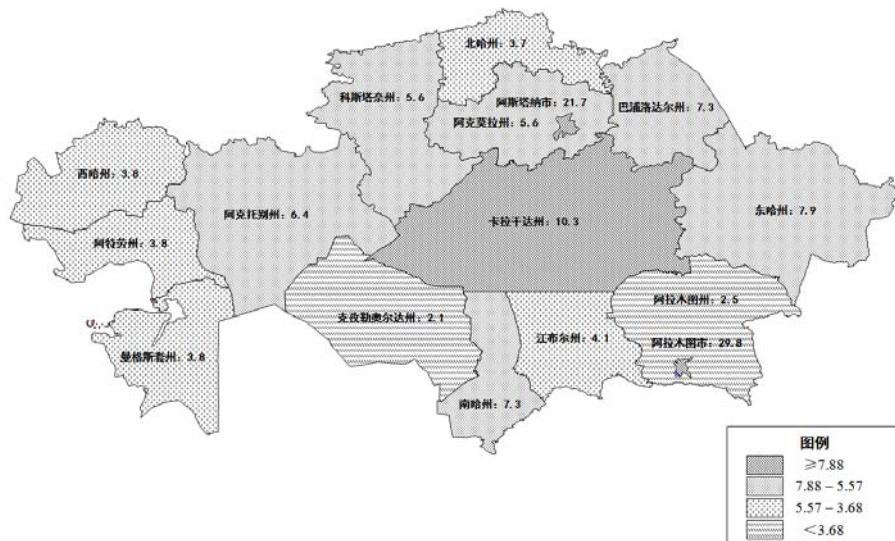 北哈州：3.7
科斯塔奈州：5.6
阿斯塔纳市：21.7
阿克莫拉州：5.6
巴浦洛达尔州：7.3
西哈州：3.8
阿克托别州：6.4
卡拉干达州：10.3
东哈州：7.9
阿特劳州：3.8
阿拉木图州：2.5
克孜勒奥尔达州：2.1
江布尔州：4.1
阿拉木图市：29.8
曼格斯套州：3.8
南哈州：7.3
图例
≥7.88
7.88－5.57
5.57－3.68
＜3.68